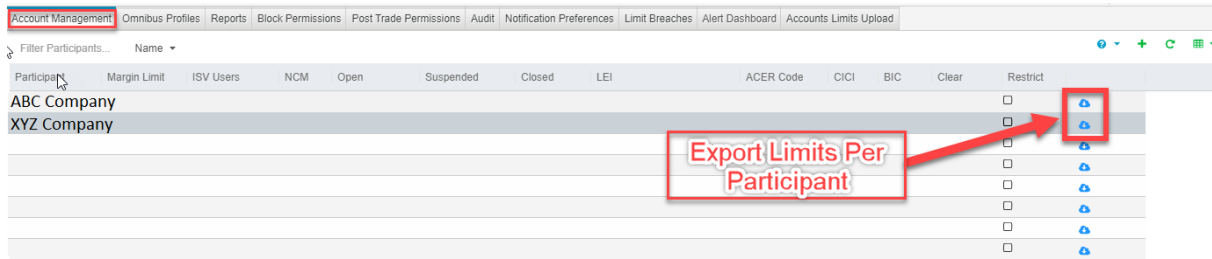 Account Management Omnibus Profiles Reports Block Permissions Post Trade Permissions Audit Notification Preferences Limit Breaches Alert Dashboard Accounts Limits Upload
Filter Participants... Name
Participant Margin Limit ISV Users NCM Open Suspended Closed LEI ACER Code CICI BIC Clear Restrict
ABC Company
XYZ Company
Export Limits Per
Participant